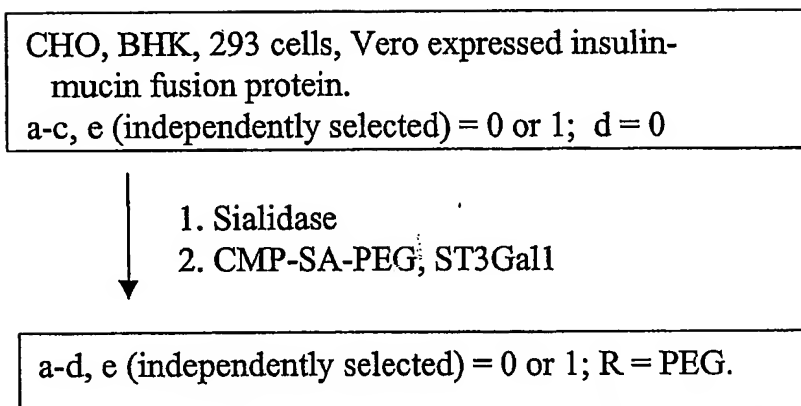 CHO, BHK, 293 cells, Vero expressed insulin-
mucin fusion protein.
a-c, e (independently selected) = 0 or 1; d = 0
1. Sialidase
2. CMP-SA-PEG, ST3Gal1
a-d, e (independently selected) = 0 or 1; R = PEG.